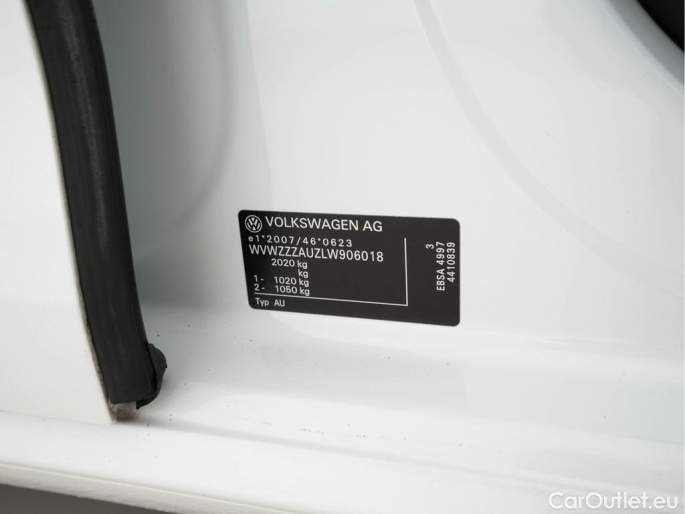 VOLKSWAGEN AG
e1*2007/46*0623
WVWZZZAUZLW906018
2020 kg
kg
1- 1020 kg
2- 1050 kg
Typ AU
3
EBSA 4997
4410839
CarOutlet.eu